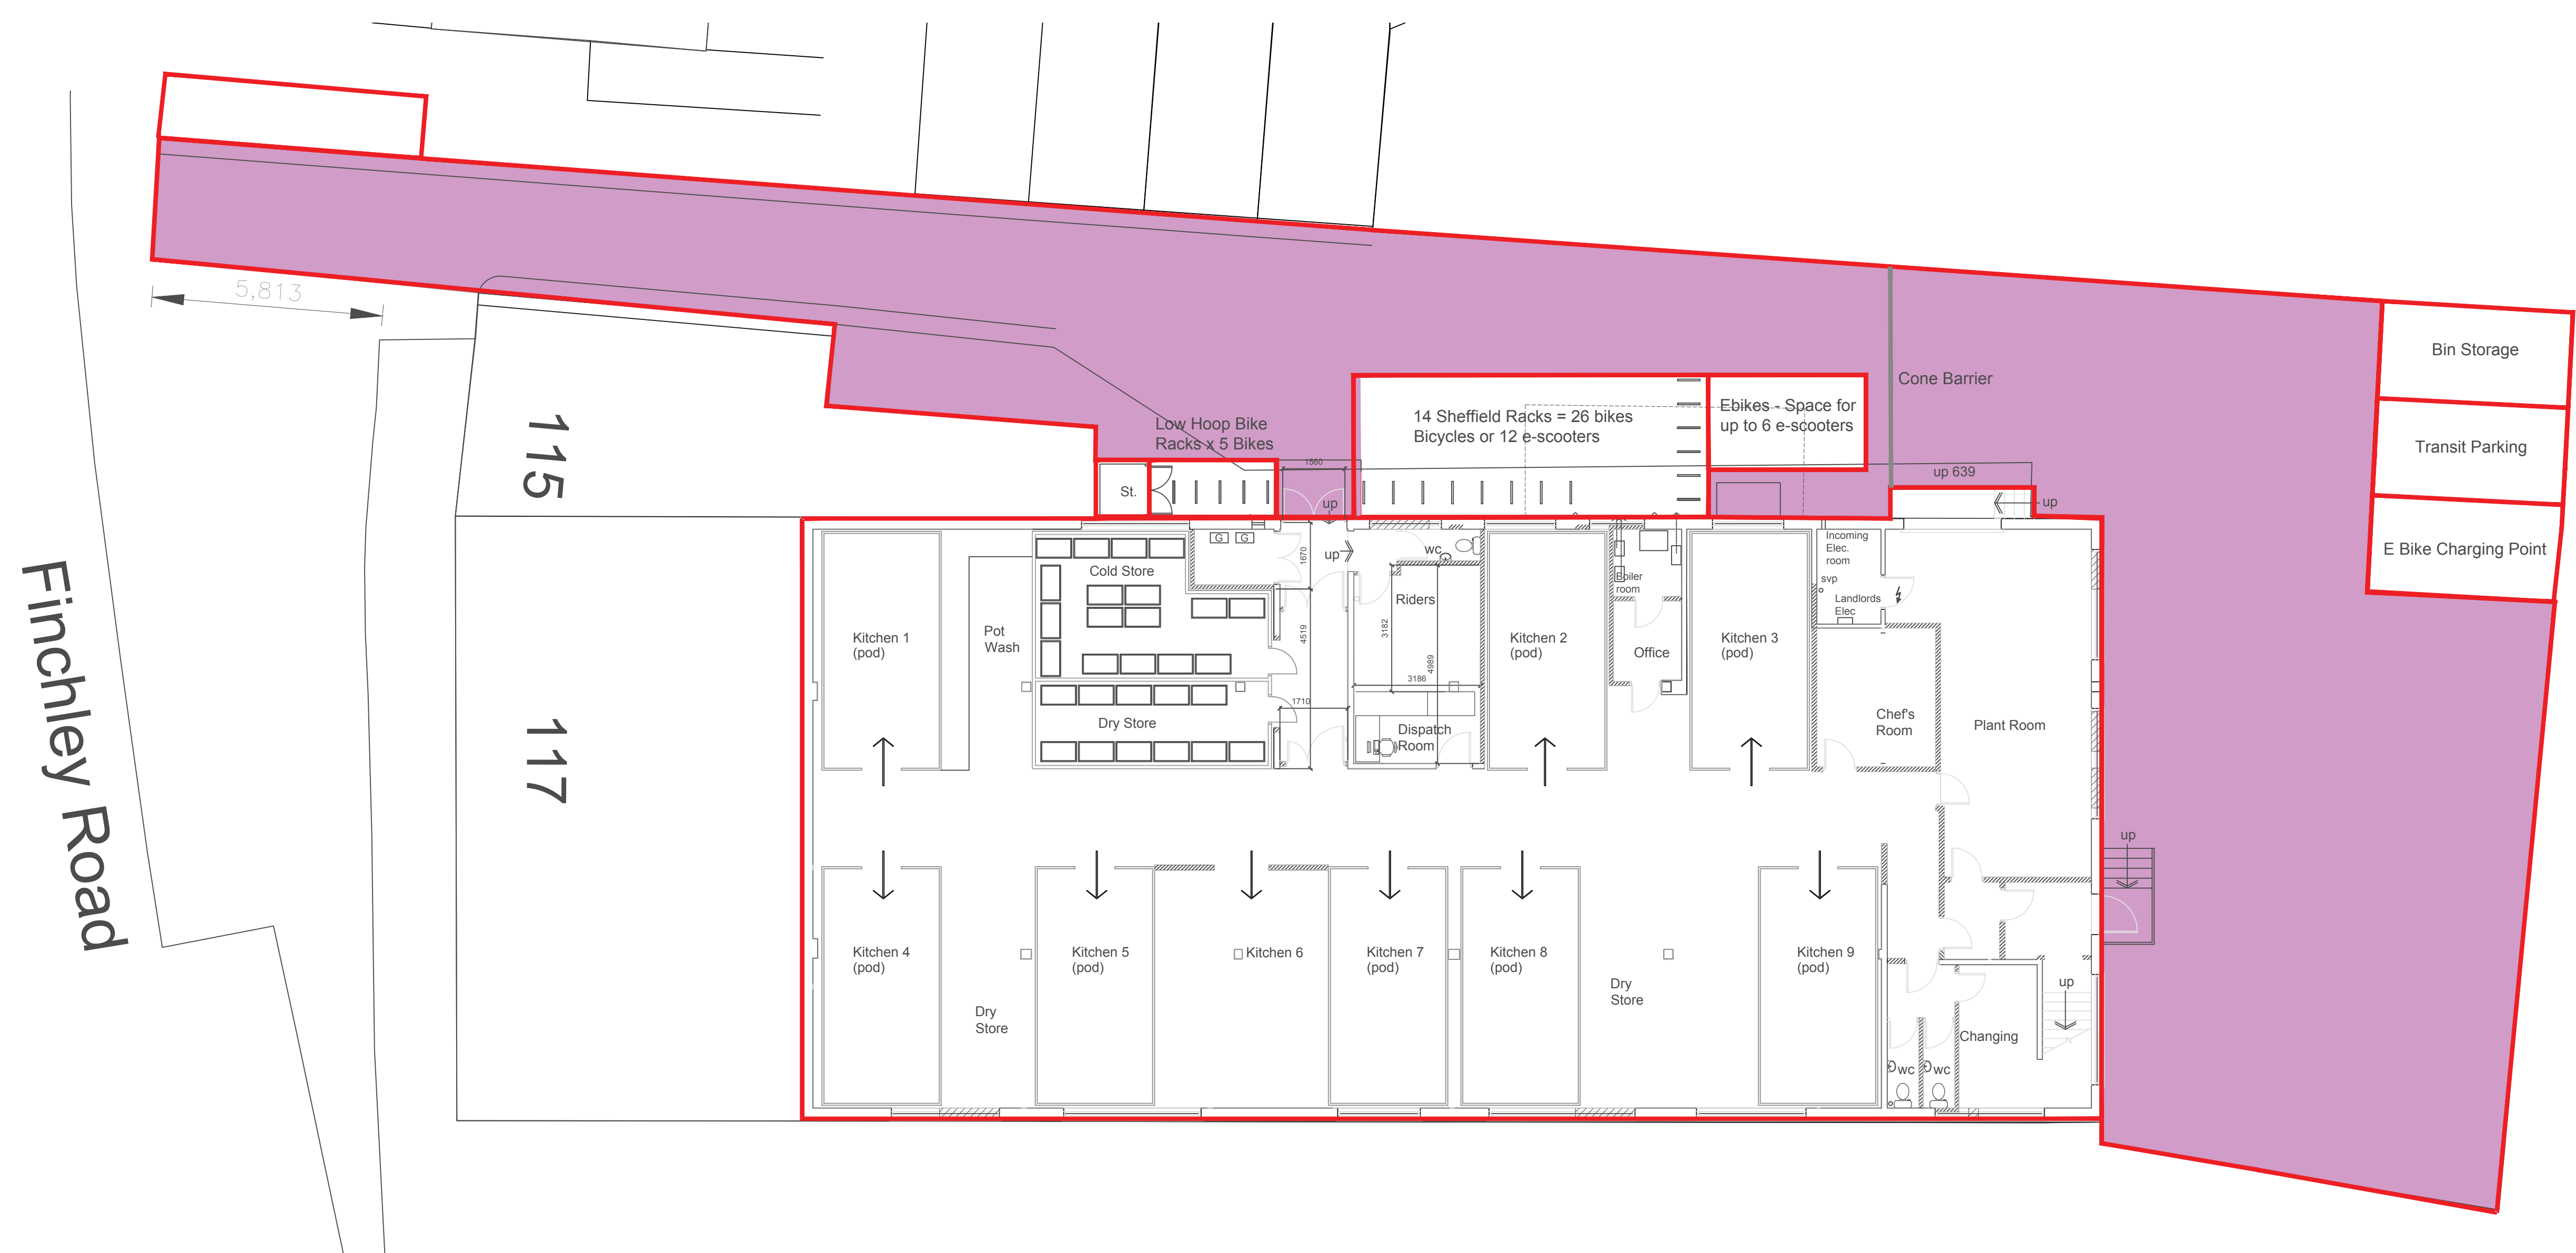 5,813
Finchley Road
115
117
Low Hoop Bike
Racks x 5 Bikes
14 Sheffield Racks = 26 bikes
Bicycles or 12 e-scooters
Ebikes - Space for
up to 6 e-scooters
Cone Barrier
Bin Storage
Transit Parking
E Bike Charging Point
St.
1560
up
up 639
up
G
G
1670
up
wc
Incoming
Elec.
room
svp
Landlords
Elec
Boiler
room
Cold Store
Riders
Kitchen 1
(pod)
Pot
Wash
4519
3182
4989
Kitchen 2
(pod)
Office
Kitchen 3
(pod)
3186
1710
Dry Store
Dispatch
Room
Chef's
Room
Plant Room
up
Kitchen 4
(pod)
Kitchen 5
(pod)
Kitchen 6
Kitchen 7
(pod)
Kitchen 8
(pod)
Kitchen 9
(pod)
Dry
Store
Dry
Store
up
Changing
wc
wc